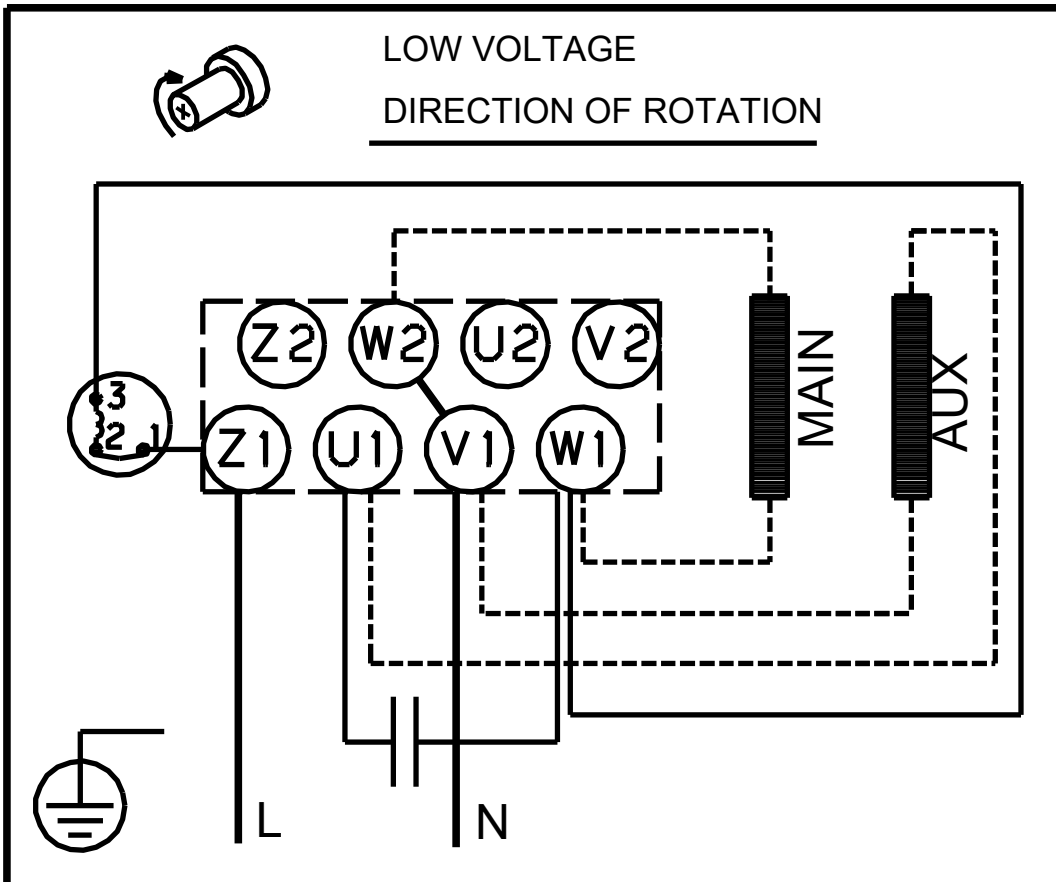 LOW VOLTAGE
DIRECTION OF ROTATION
Z2 W2 U2 V2
3
2 1
Z1 U1 V1 W1
MAIN
AUX
L
N